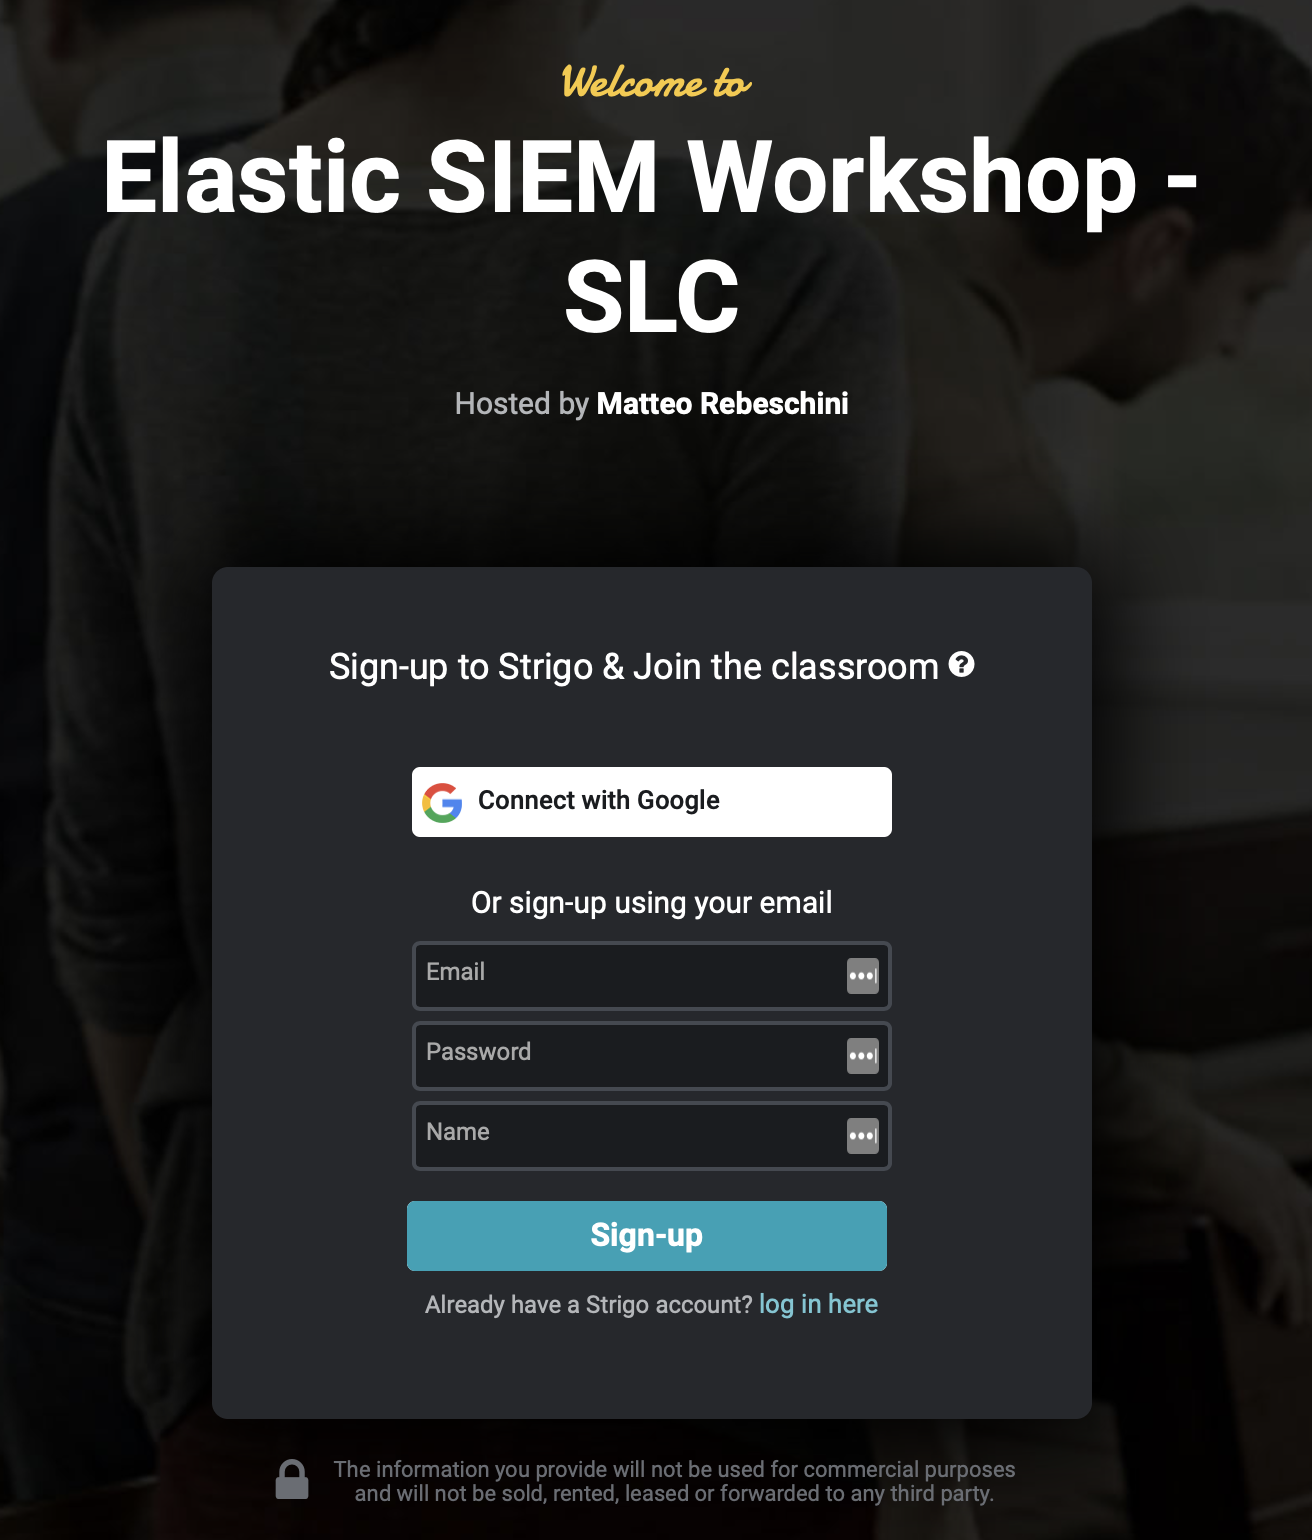 Welcome to
Elastic SIEM Workshop -
SLC
Hosted by Matteo Rebeschini
Sign-up to Strigo & Join the classroom ?
Connect with Google
Or sign-up using your email
Email
Password
Name
Sign-up
Already have a Strigo account? log in here
The information you provide will not be used for commercial purposes
and will not be sold, rented, leased or forwarded to any third party.